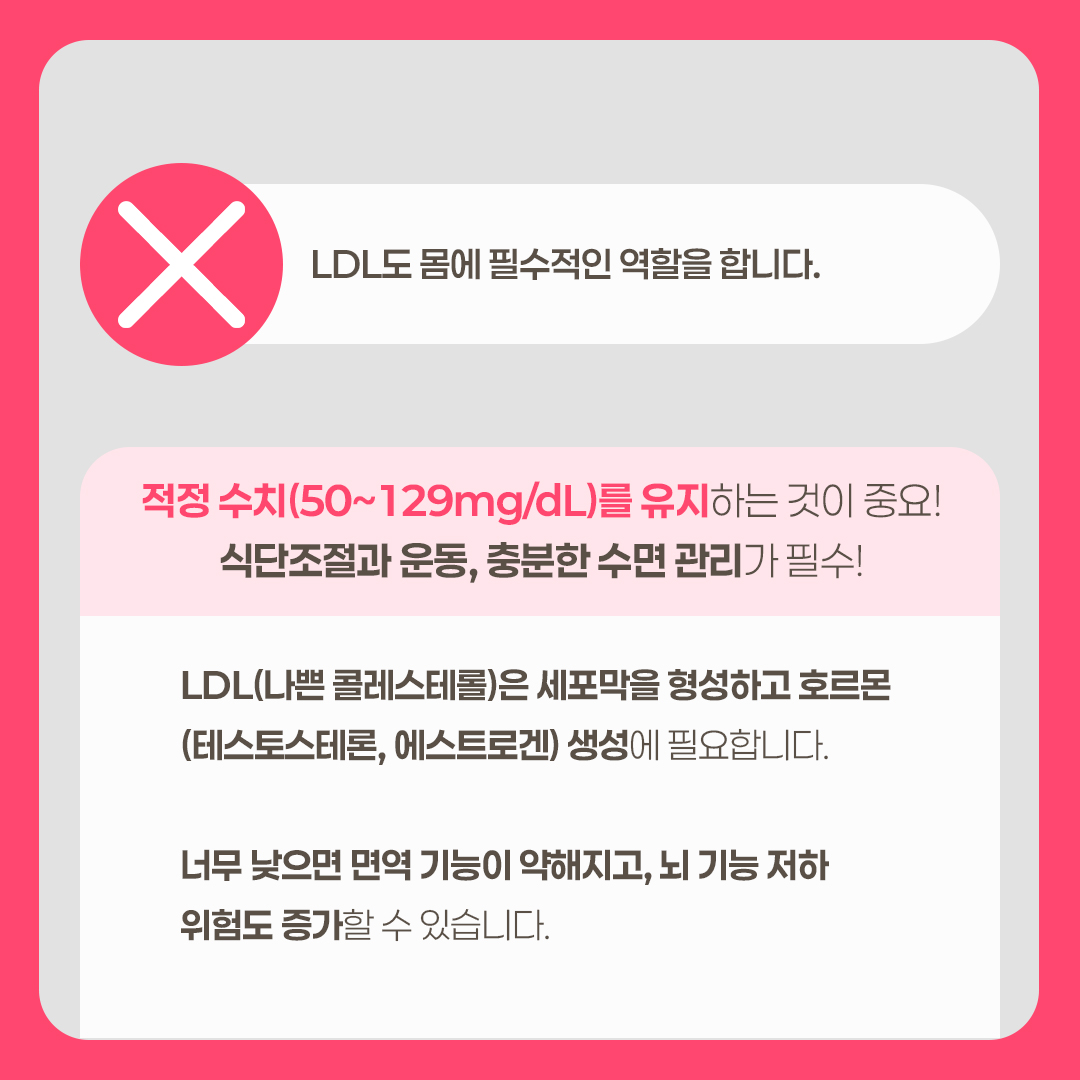 LDL도 몸에 필수적인 역할을 합니다.
적정 수치(50~129mg/dL)를 유지하는 것이 중요!
식단조절과 운동, 충분한 수면 관리가 필수!
LDL(나쁜 콜레스테롤)은 세포막을 형성하고 호르몬
(테스토스테론, 에스트로겐) 생성에 필요합니다.
너무 낮으면 면역 기능이 약해지고, 뇌 기능 저하
위험도 증가할 수 있습니다.